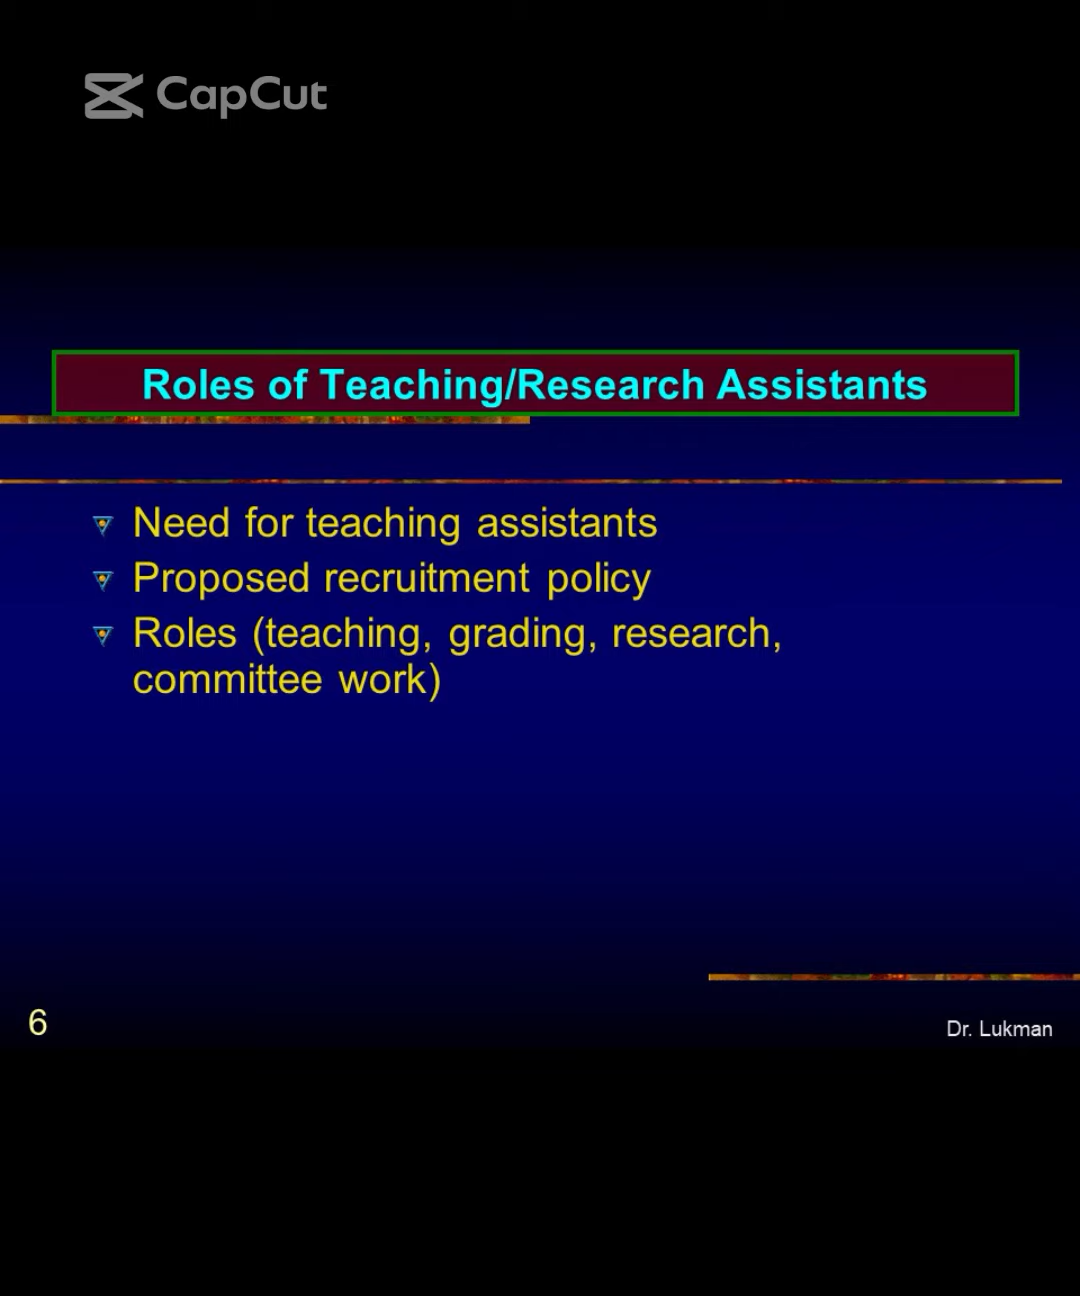 CapCut
Roles of Teaching/Research Assistants
Need for teaching assistants
Proposed recruitment policy
Roles (teaching, grading, research,
committee work)
6
Dr. Lukman